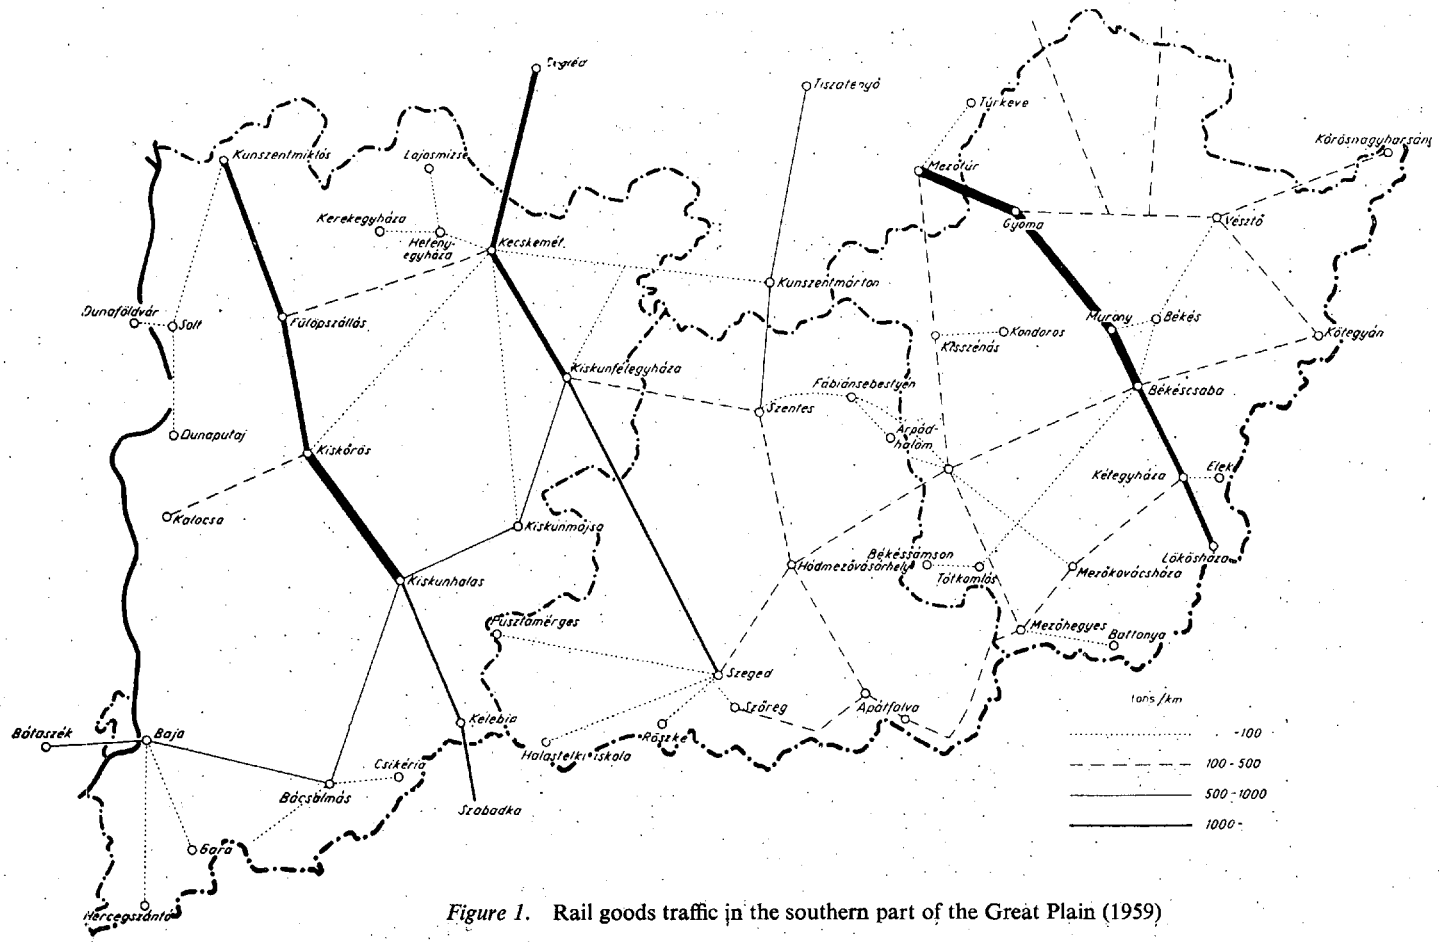 Tiszatenyő
Túrkeve
Kunszentmiklós
Lajosmizse
Mezőtúr
Körösnagyharsány
Kerekegyháza
Hetény-
egyháza
Kecskemét
Gyoma
Vésztő
Kunszentmárton
Dunaföldvár
Solt
Fülöpszállás
Murony
Békés
Kondoros
Kisszénás
Kötegyán
Kiskunfélegyháza
Fábiánsebestyén
Békéscsaba
Szentes
Árpád-
halom
Dunapataj
Kiskőrös
Kétegyháza
Elek
Kalocsa
Kiskunmajsa
Lőkösháza
Békéssámson
Hódmezővásárhely
Tótkomlós
Mezőkovácsháza
Kiskunhalas
Pusztamérges
Mezőhegyes
Battonya
Szeged
tons/km
Szőreg
Apátfalva
Kelebia
Röszke
Bátaszék
Baja
Halastelki-iskola
-100
Csikéria
100-500
Bácsalmás
500-1000
Szabadka
1000-
Gara
Hercegszántó
Figure 1. Rail goods traffic in the southern part of the Great Plain (1959)